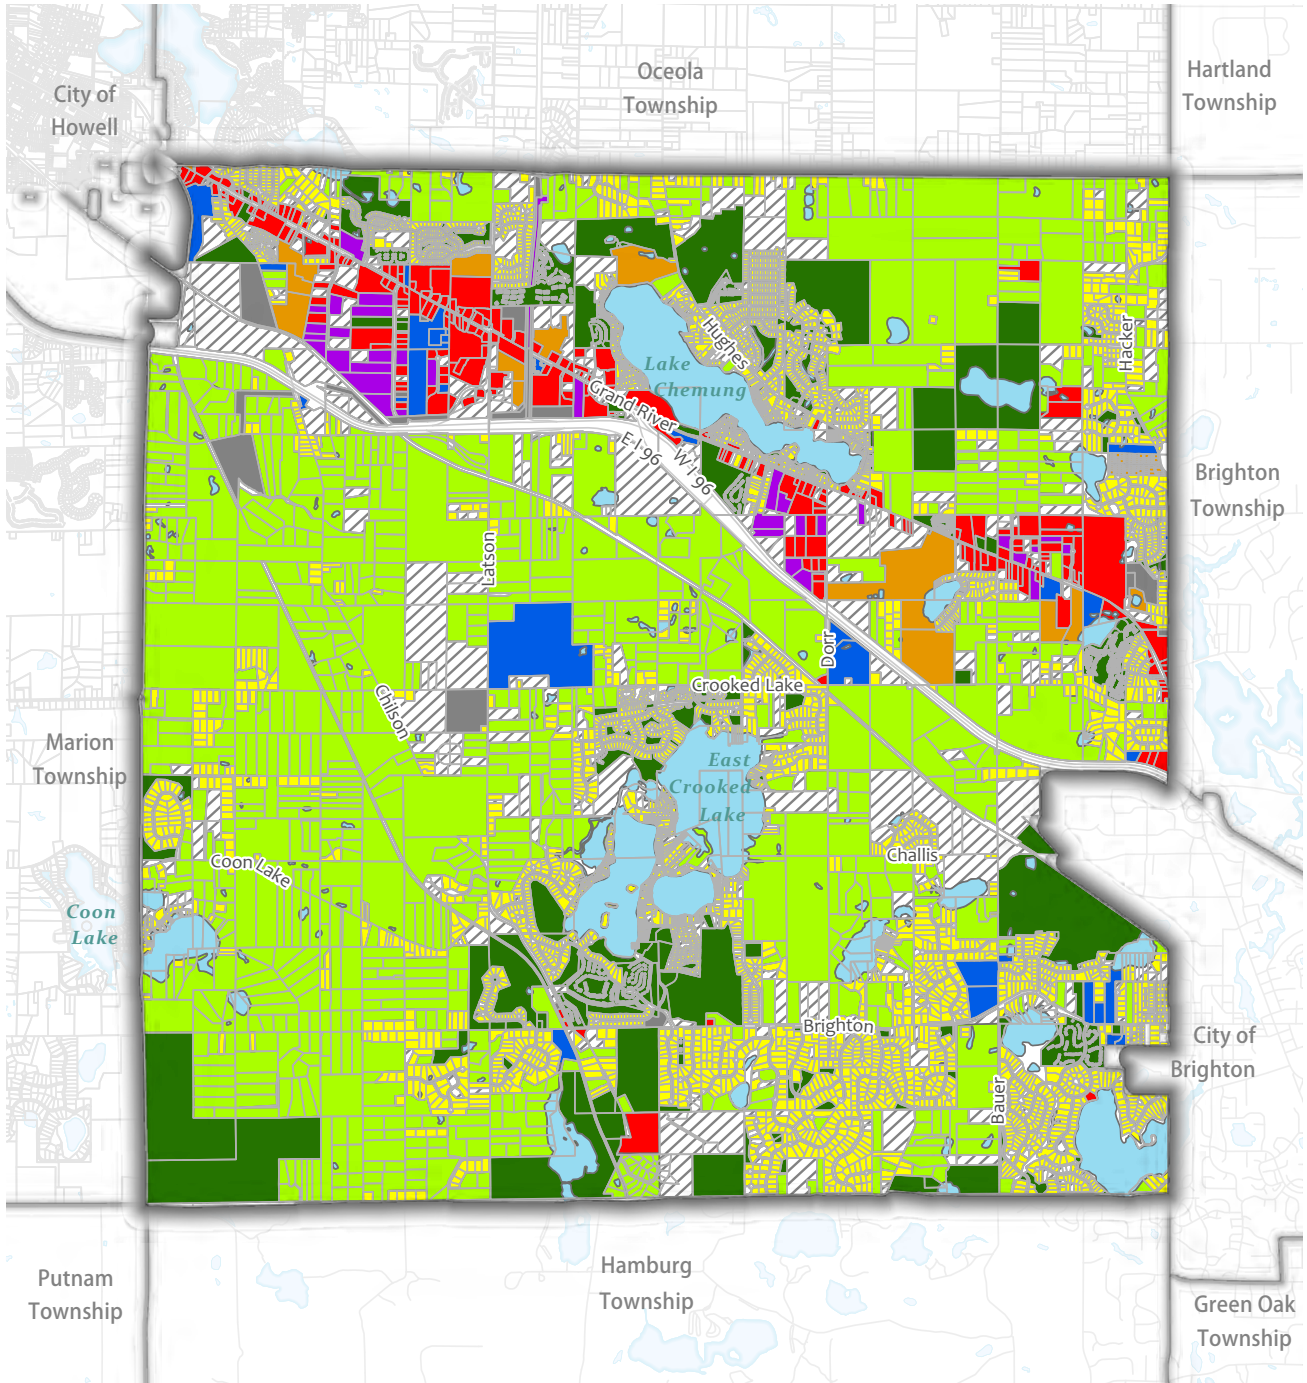 Oceola
Township
Hartland
Township
City of
Howell
Hacker
Hughes
Lake
Chemung
Grand River
E I 96
W I 96
Brighton
Township
Latson
Dorr
Crooked Lake
Chilson
Marion
Township
East
Crooked
Lake
Challis
Coon Lake
Coon
Lake
Brighton
City of
Brighton
Bauer
Putnam
Township
Hamburg
Township
Green Oak
Township